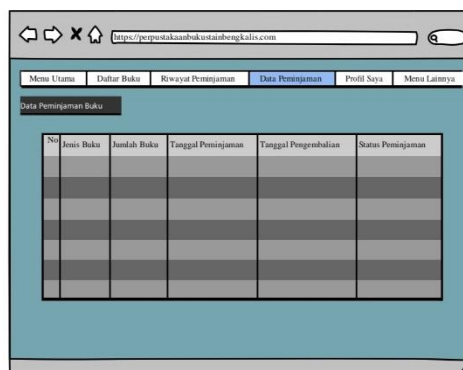 https://perpustakaanbukustainbengkalis.com
Menu Utama Daftar Buku Riwayat Peminjaman Data Peminjaman Profil Saya Menu Lainnya
Data Peminjaman Buku
No Jenis Buku Jumlah Buku Tanggal Peminjaman Tanggal Pengembalian Status Peminjaman